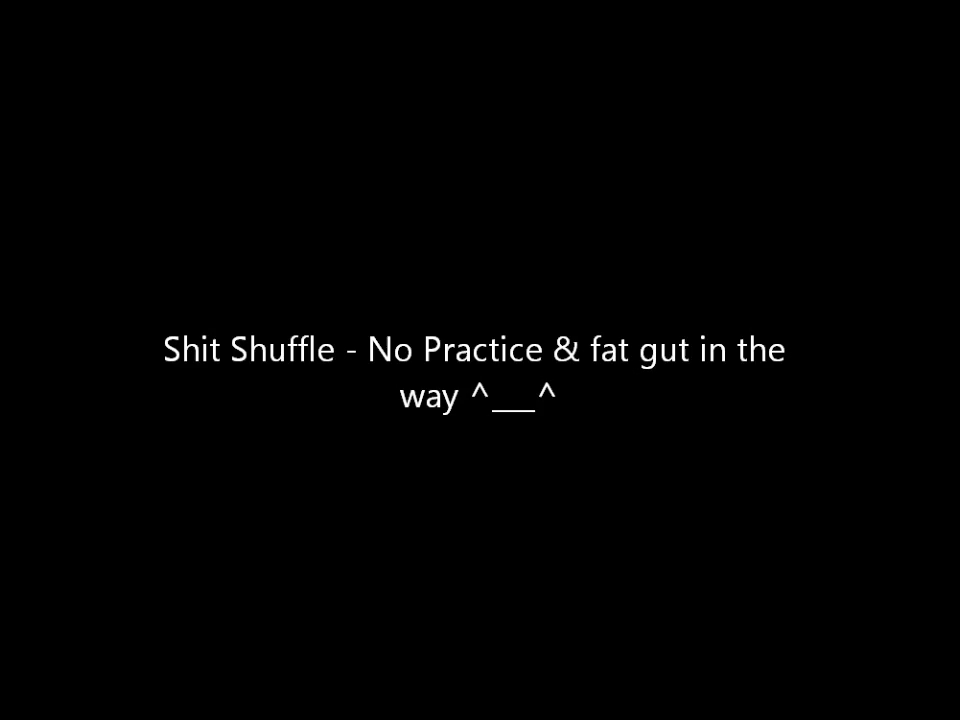 Shit Shuffle - No Practice & fat gut in the
way ^___^